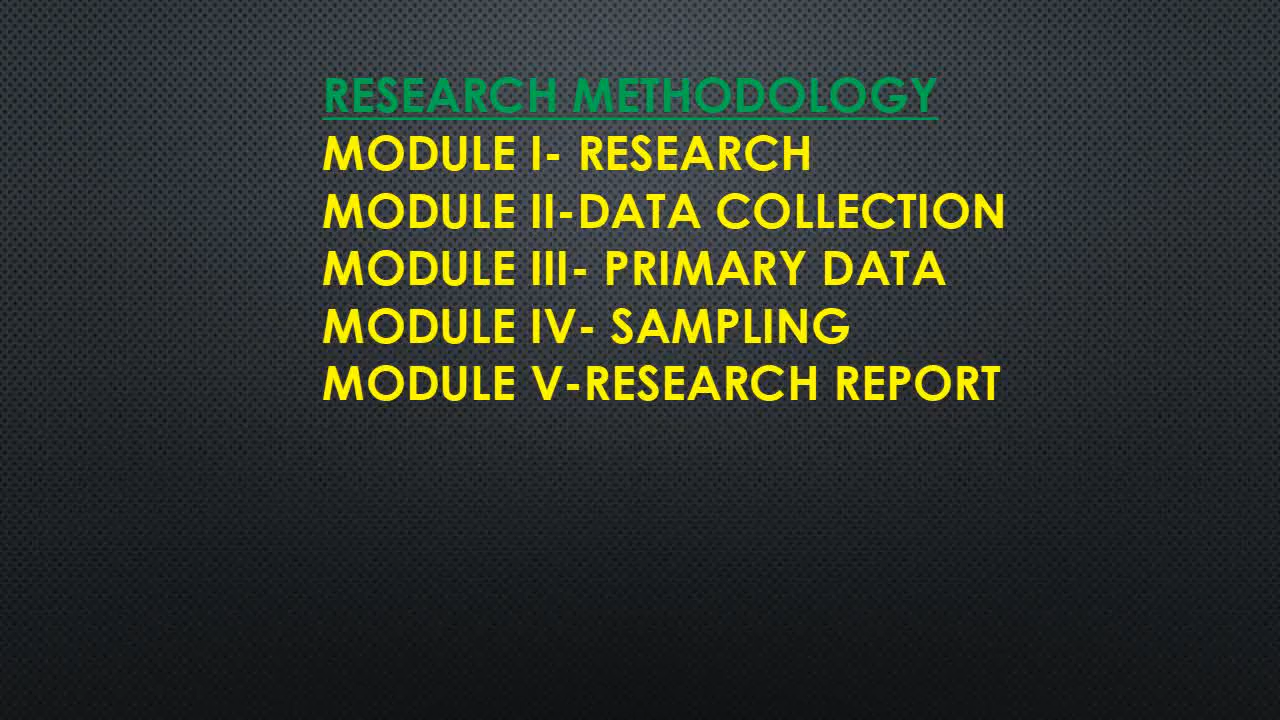 RESEARCH METHODOLOGY
MODULE I- RESEARCH
MODULE II-DATA COLLECTION
MODULE III- PRIMARY DATA
MODULE IV- SAMPLING
MODULE V-RESEARCH REPORT